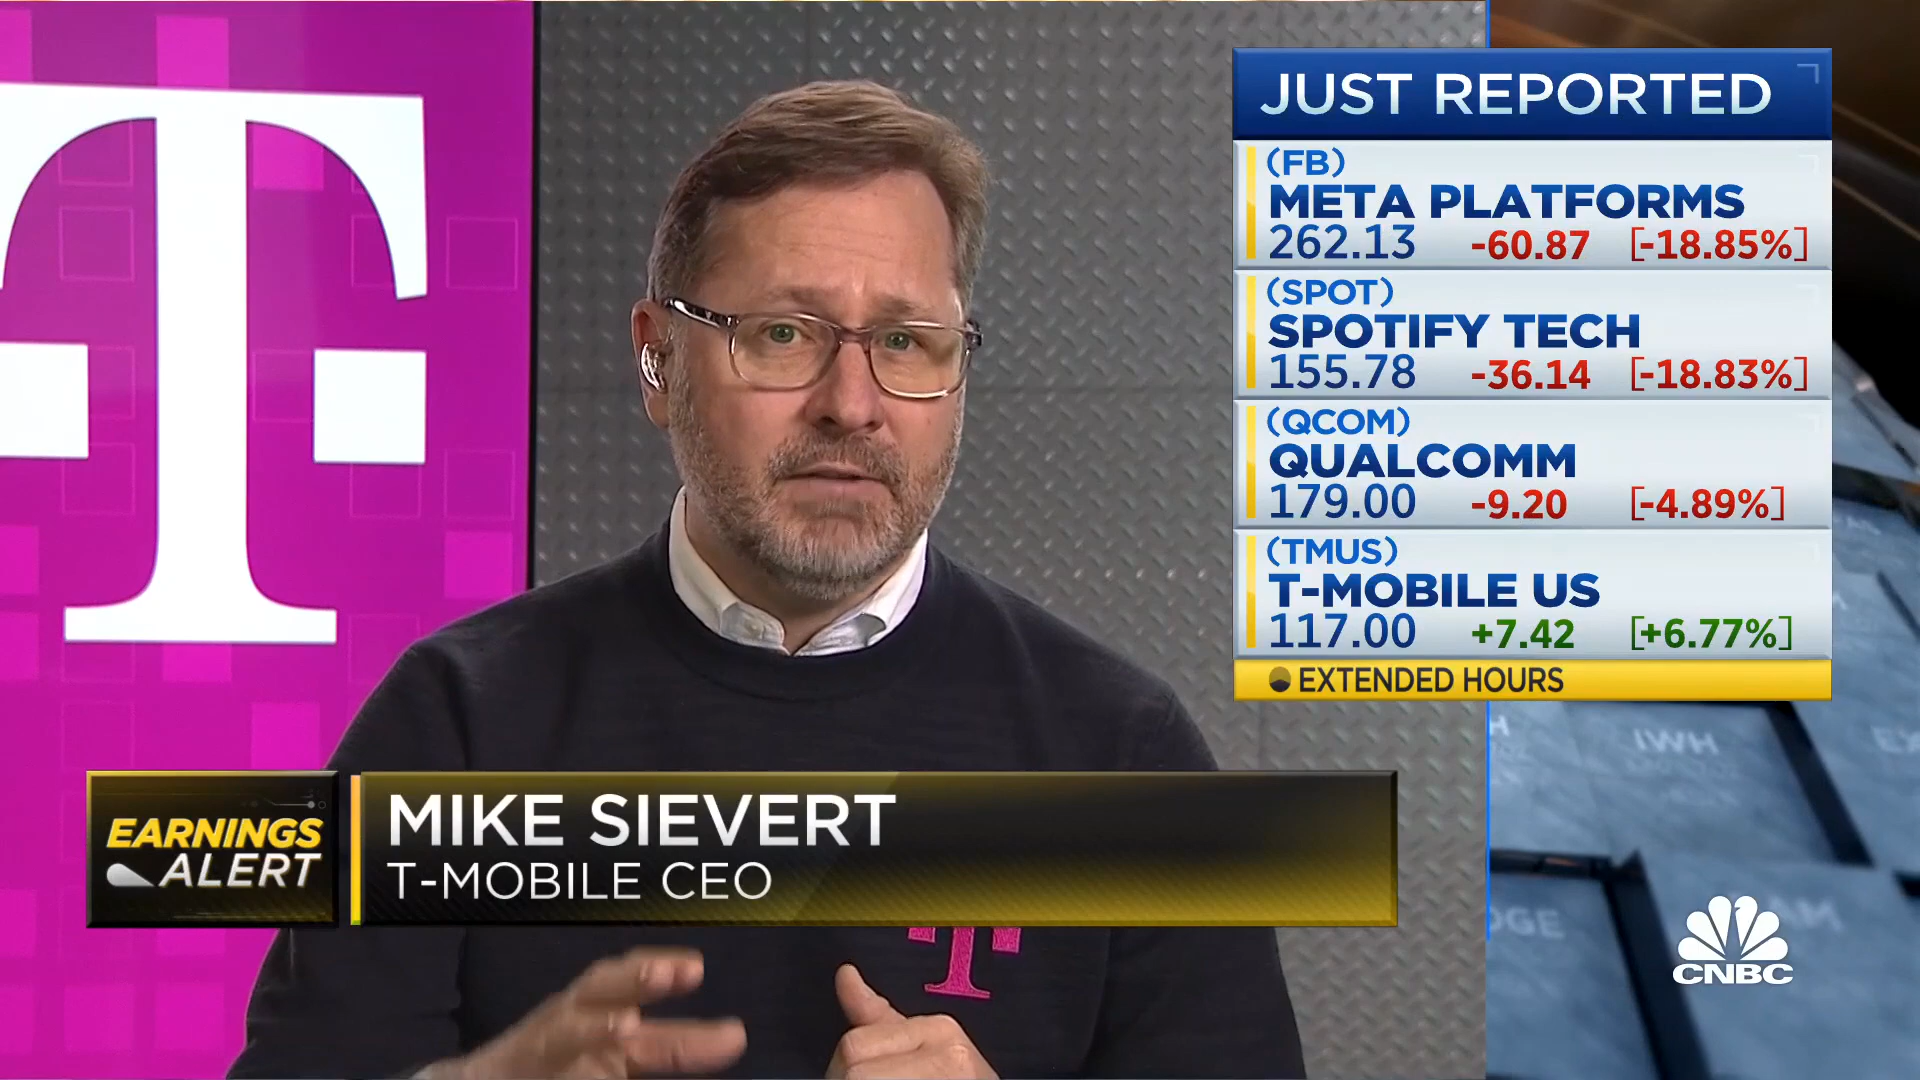 JUST REPORTED
(FB)
META PLATFORMS
262.13 -60.87 [-18.85%]
(SPOT)
SPOTIFY TECH
155.78 -36.14 [-18.83%]
(QCOM)
QUALCOMM
179.00 -9.20 [-4.89%]
(TMUS)
T-MOBILE US
117.00 +7.42 [+6.77%]
EXTENDED HOURS
IWH
EARNINGS
ALERT
MIKE SIEVERT
T-MOBILE CEO
T
T
CNBC